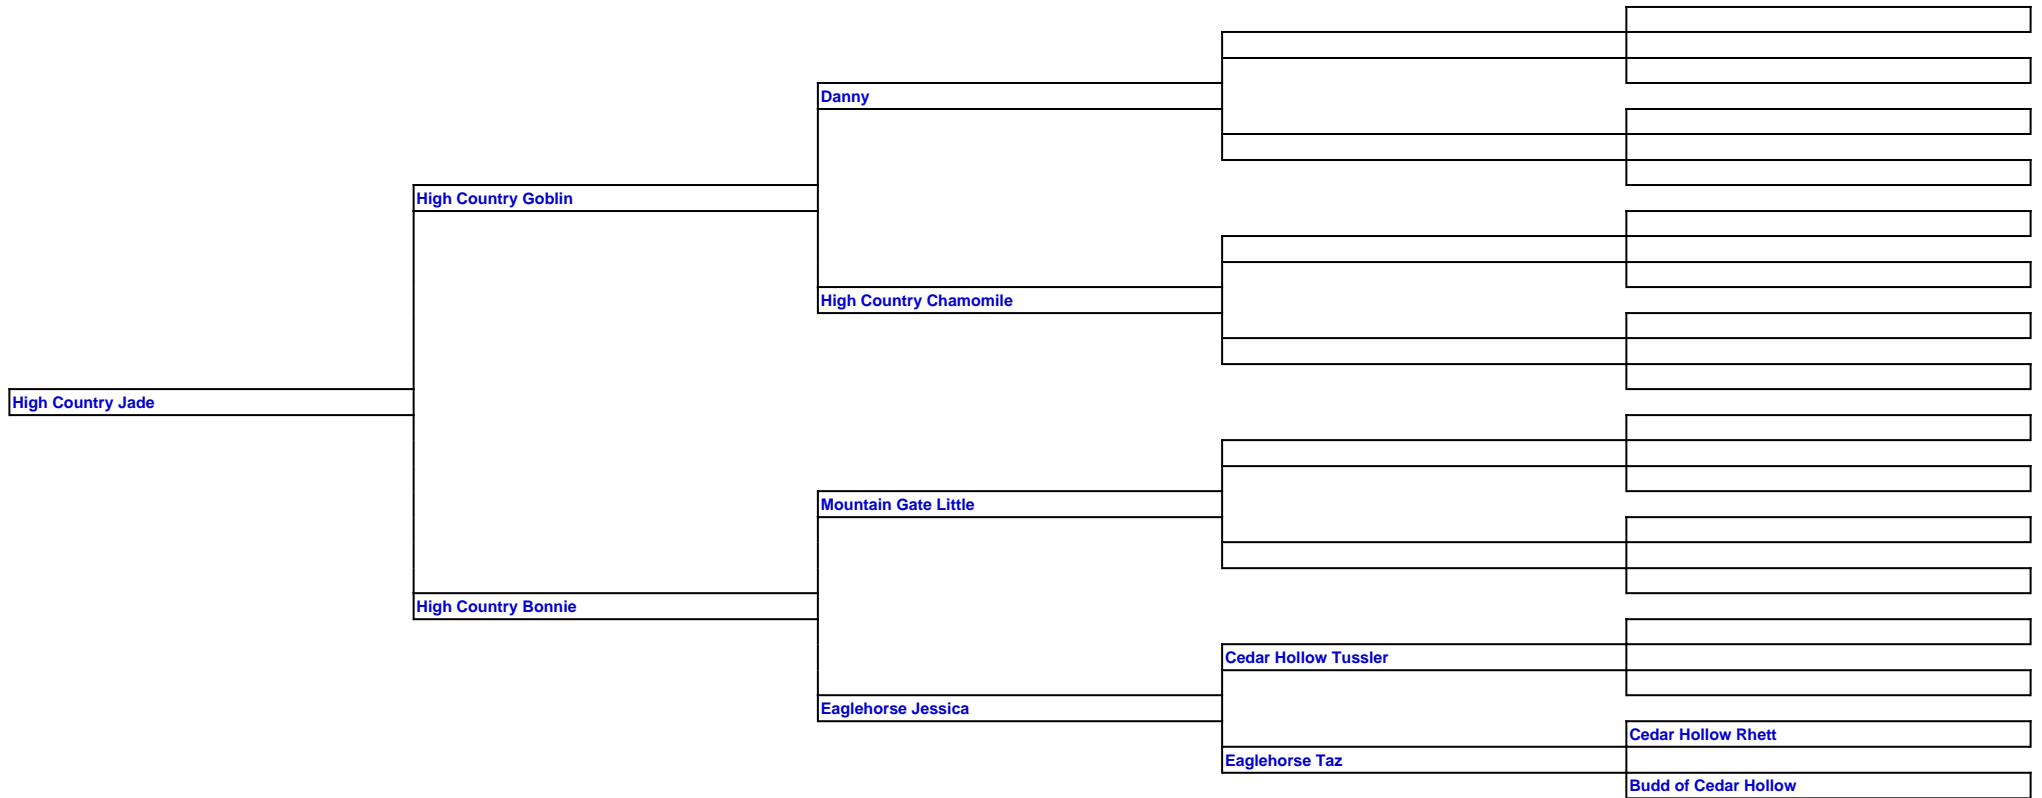 Danny
High Country Goblin
High Country Chamomile
High Country Jade
Mountain Gate Little
High Country Bonnie
Cedar Hollow Tussler
Eaglehorse Jessica
Cedar Hollow Rhett
Eaglehorse Taz
Budd of Cedar Hollow